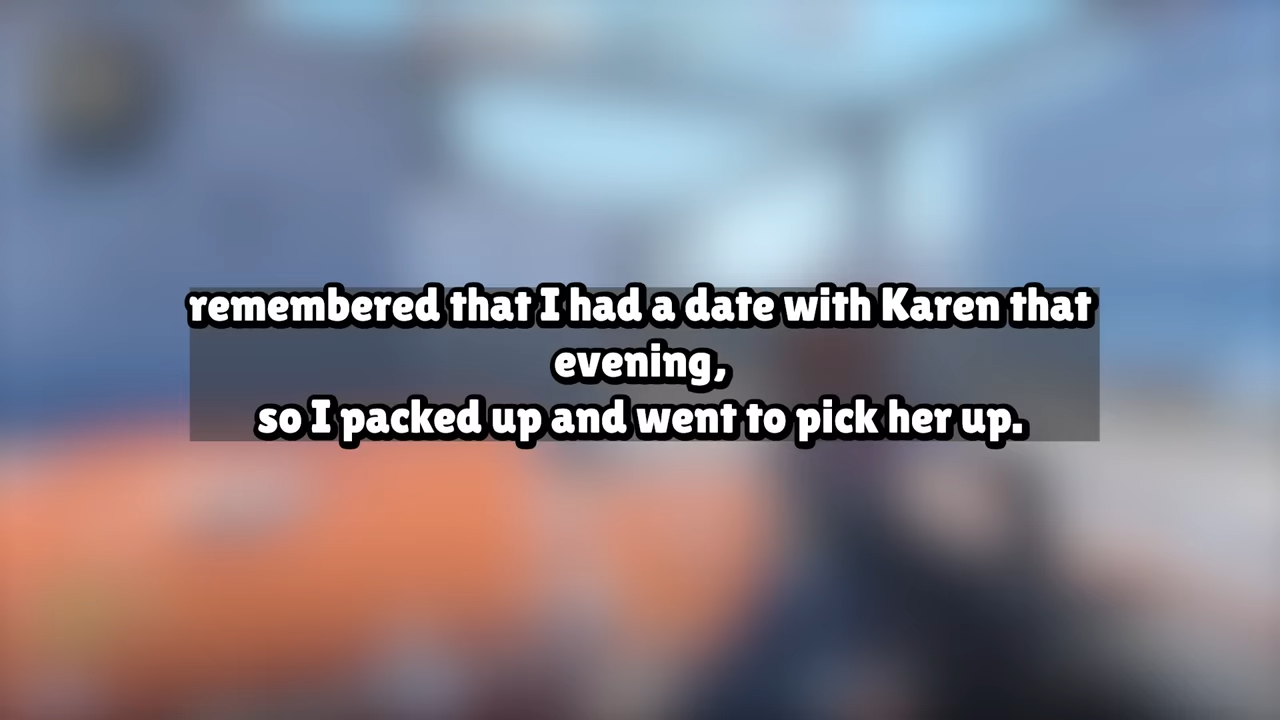 remembered that I had a date with Karen that
evening,
so I packed up and went to pick her up.